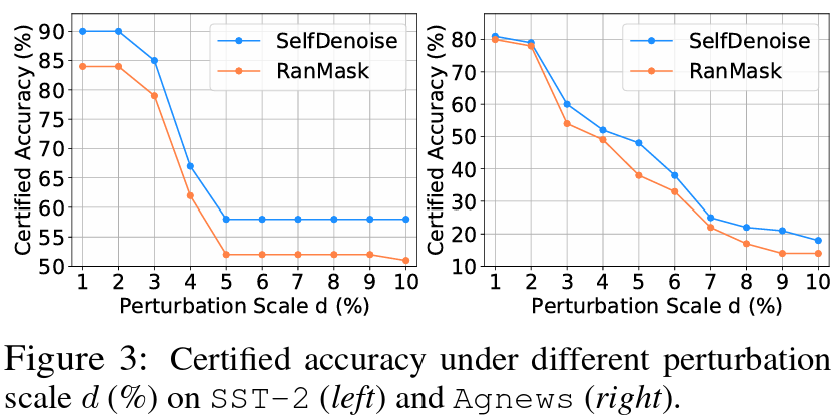 Certified Accuracy (%)
90
85
80
75
70
65
60
55
50
1 2 3 4 5 6 7 8 9 10
Perturbation Scale d (%)
SelfDenoise
RanMask
Certified Accuracy (%)
80
70
60
50
40
30
20
10
1 2 3 4 5 6 7 8 9 10
Perturbation Scale d (%)
SelfDenoise
RanMask
Figure 3: Certified accuracy under different perturbation
scale d (%) on SST-2 (left) and Agnews (right).